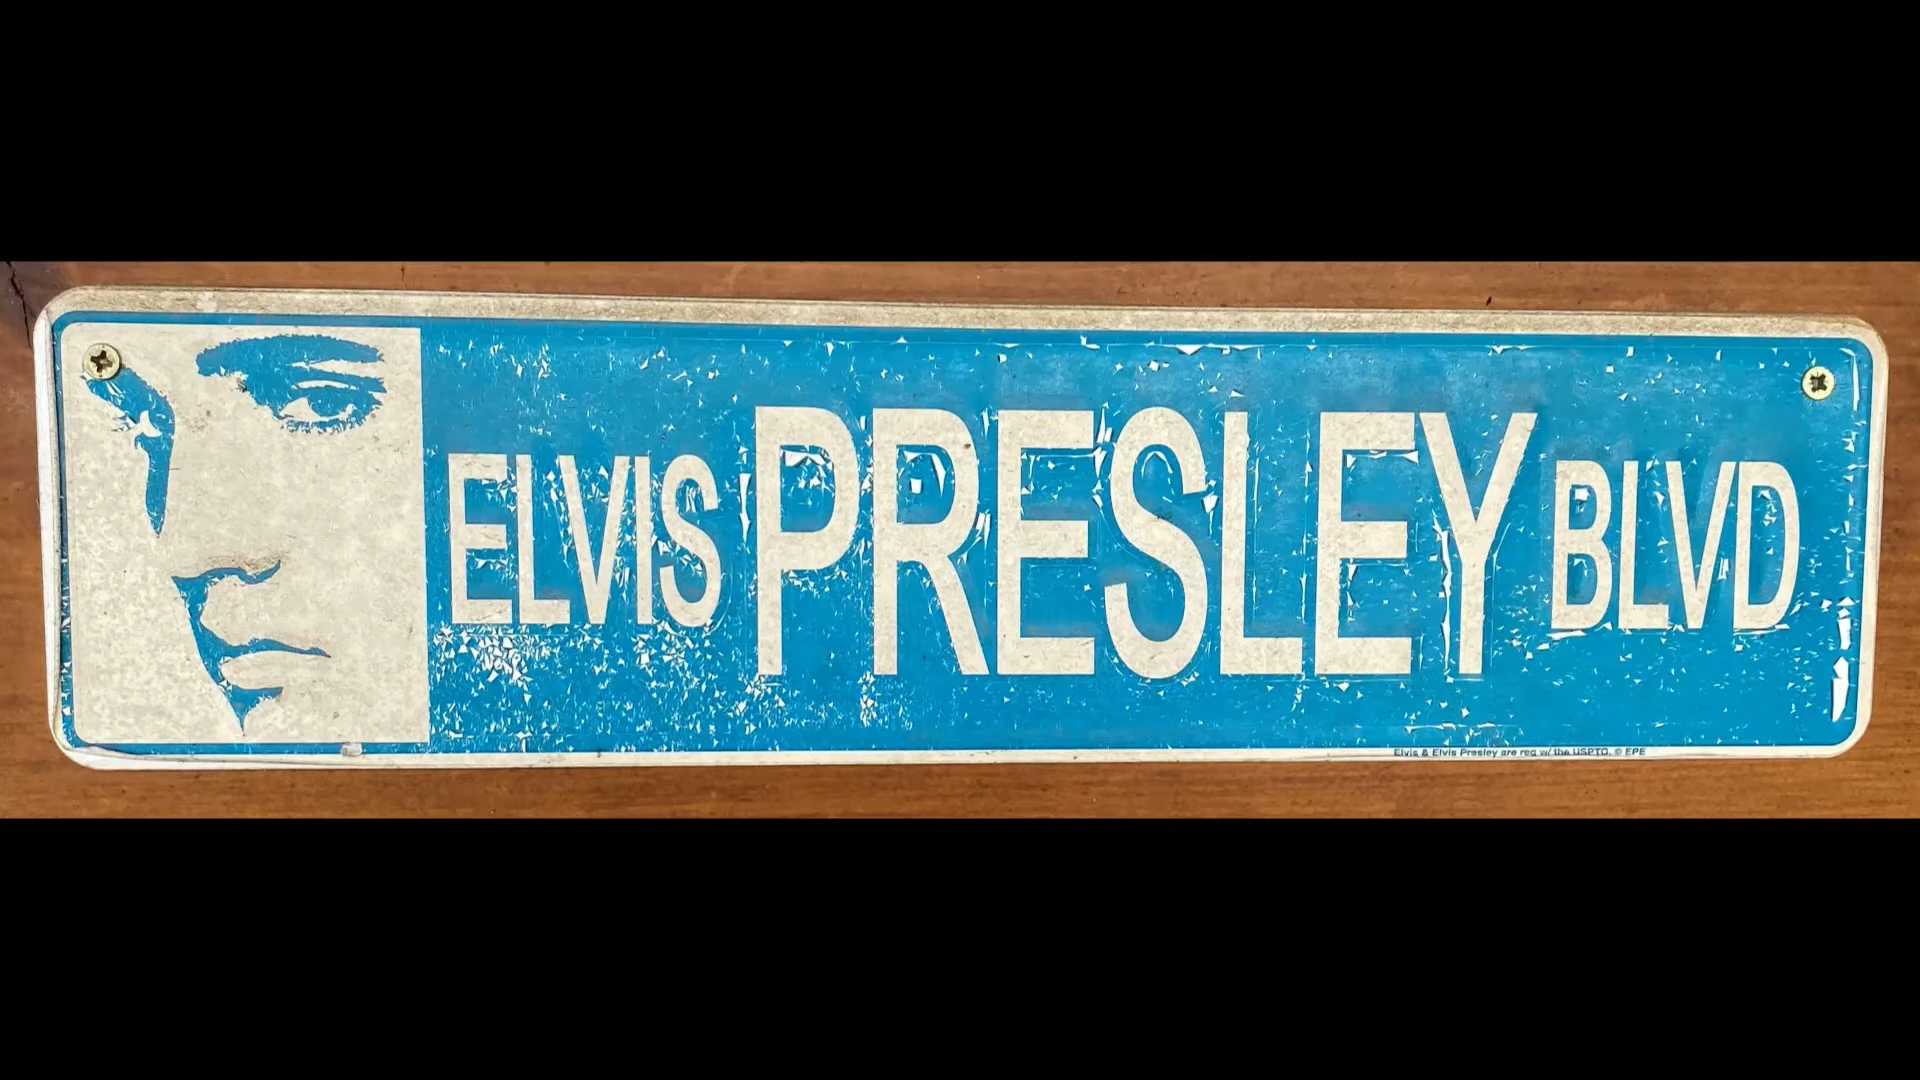 ELVIS PRESLEY BLVD
Elvis & Elvis Presley are reg w/ the USPTO, © EPE